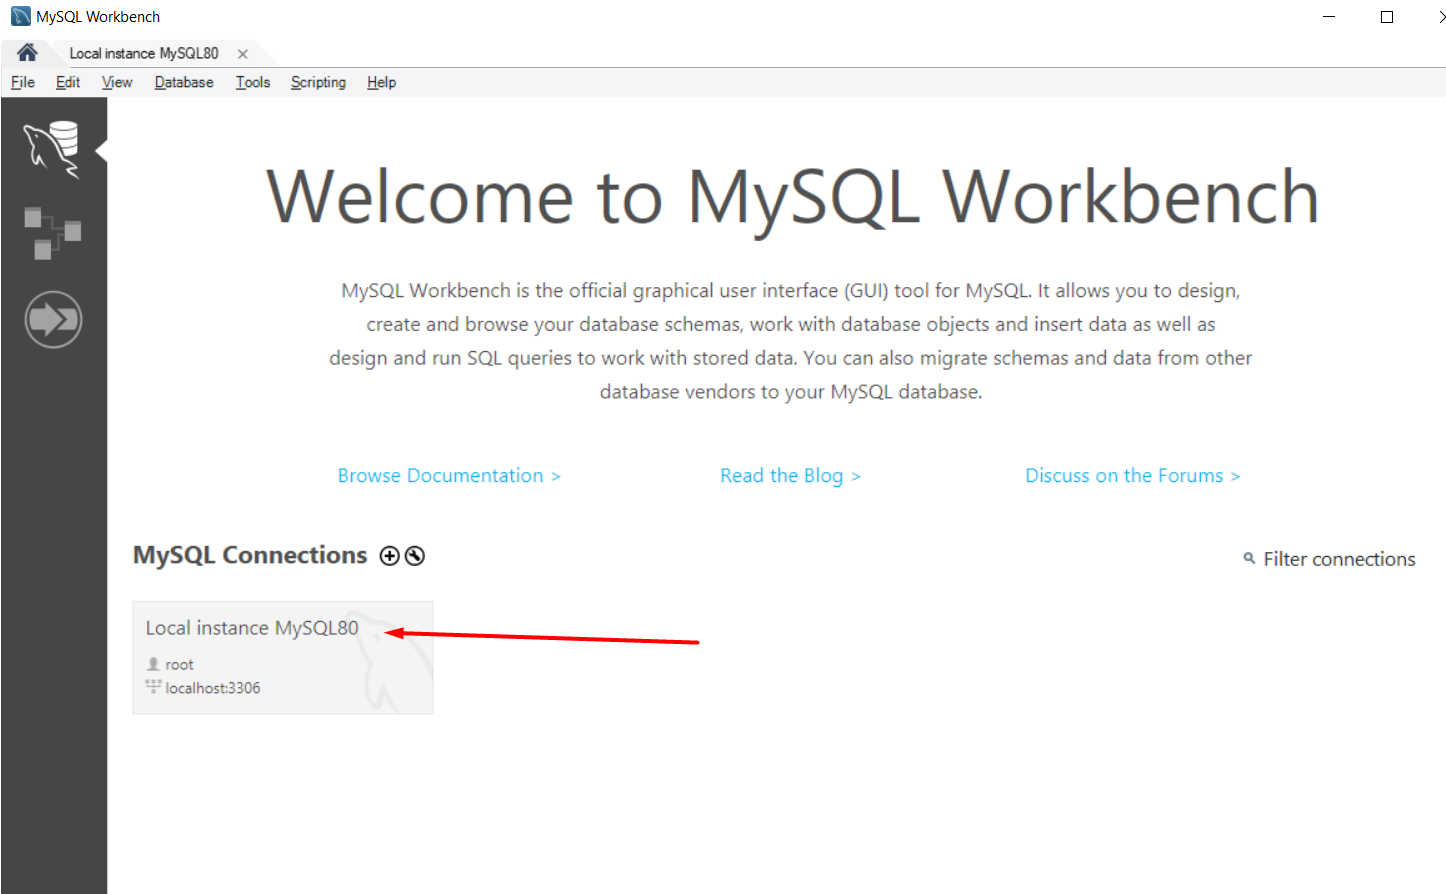 MySQL Workbench
Local instance MySQL80
File Edit View Database Tools Scripting Help
Welcome to MySQL Workbench
MySQL Workbench is the official graphical user interface (GUI) tool for MySQL. It allows you to design,
create and browse your database schemas, work with database objects and insert data as well as
design and run SQL queries to work with stored data. You can also migrate schemas and data from other
database vendors to your MySQL database.
Browse Documentation > Read the Blog > Discuss on the Forums >
MySQL Connections Filter connections
Local instance MySQL80
root
localhost:3306